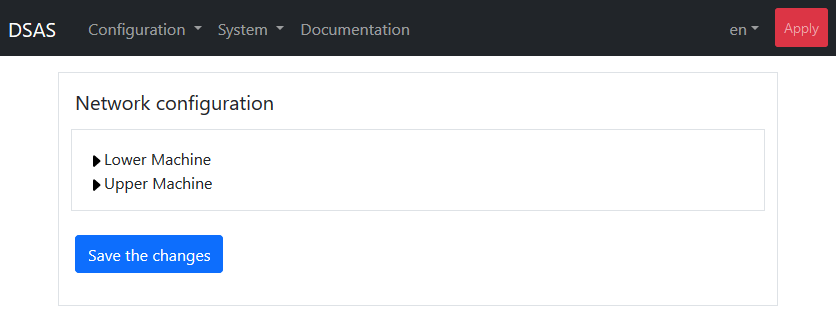 DSAS Configuration System Documentation en Apply
Network configuration
Lower Machine
Upper Machine
Save the changes